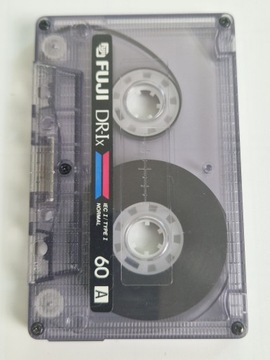 FUJI
DR-Ix
IEC I / TYPE I
NORMAL
60
A